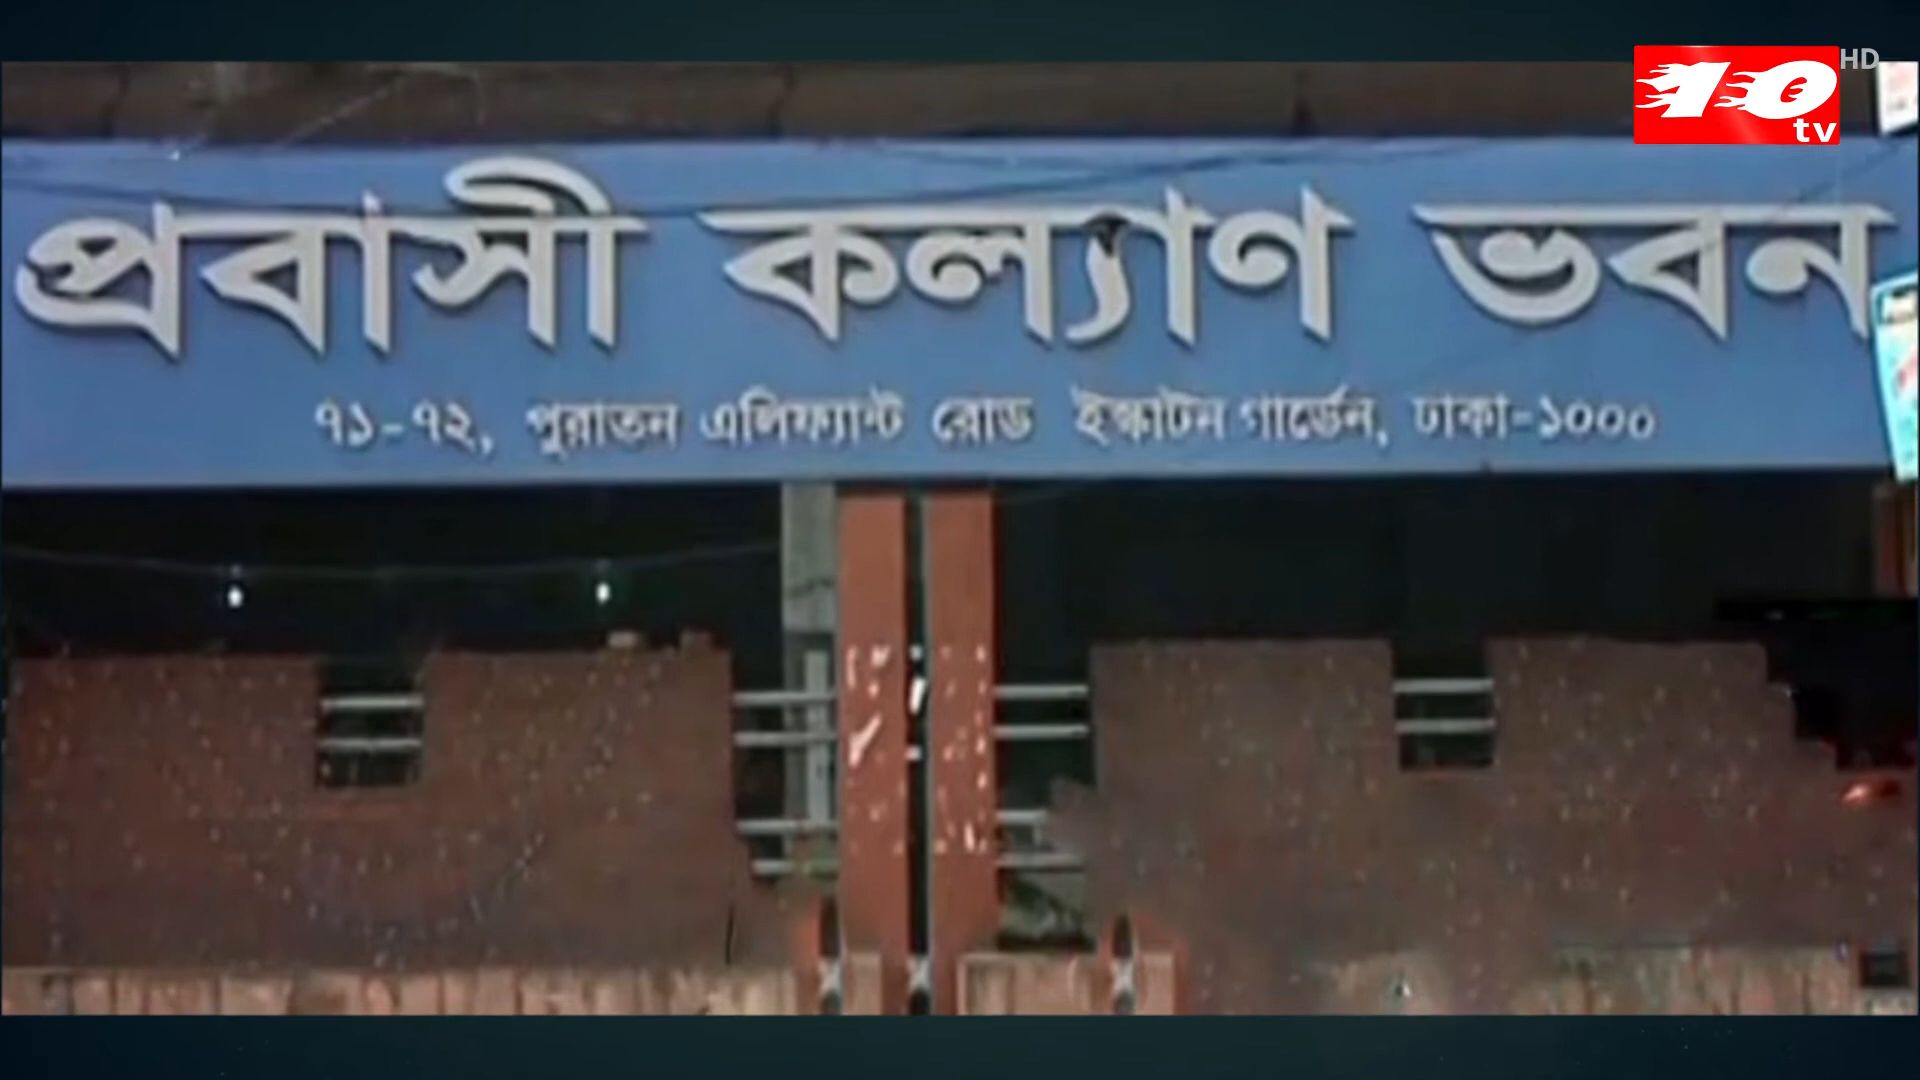 10
tv
HD
প্রবাসী কল্যাণ ভবন
৭১-৭২, পুরাতন এলিফ্যান্ট রোড ইস্কাটন গার্ডেন, ঢাকা-১০০০